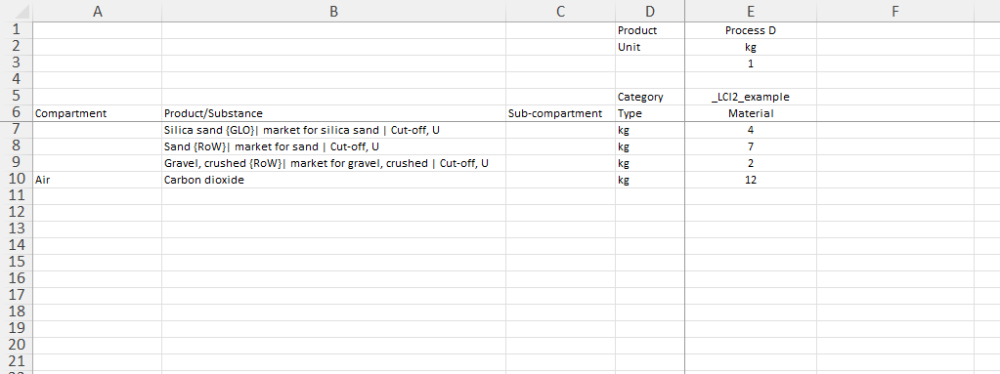 A B C D E F
1 Product Process D
2 Unit kg
3 1
4
5 Category _LCI2_example
6 Compartment Product/Substance Sub-compartment Type Material
7 Silica sand {GLO}| market for silica sand | Cut-off, U kg 4
8 Sand {RoW}| market for sand | Cut-off, U kg 7
9 Gravel, crushed {RoW}| market for gravel, crushed | Cut-off, U kg 2
10 Air Carbon dioxide kg 12
11
12
13
14
15
16
17
18
19
20
21